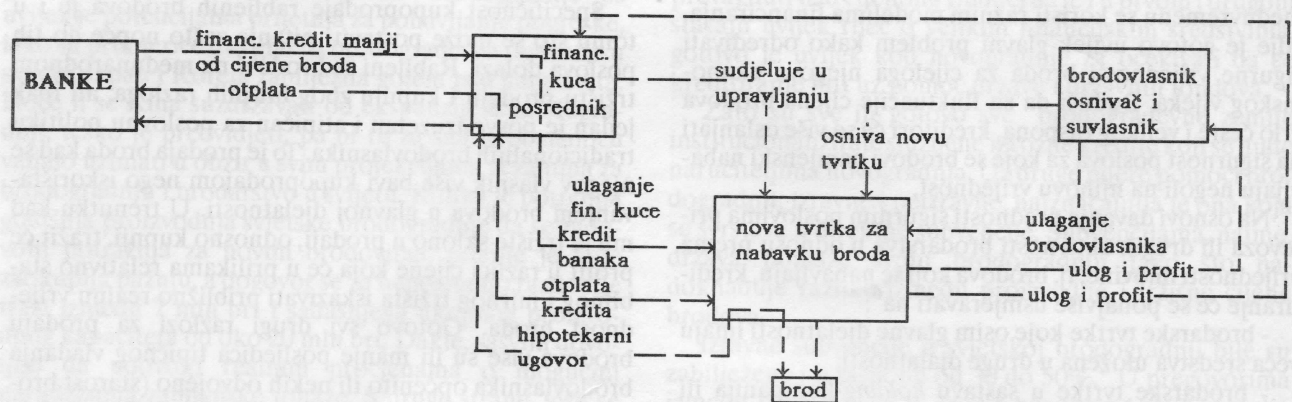 BANKE
financ. kredit manji
od cijene broda
otplata
financ.
kuća
posrednik
sudjeluje u
upravljanju
osniva novu
tvrtku
brodovlasnik
osnivač i
suvlasnik
ulaganje
fin. kuce
kredit
banaka
otplata
kredita
hipotečarni
ugovor
nova tvrtka za
nabavku broda
ulaganje
brodovlasnika
ulog i profit
ulog i profit
brod